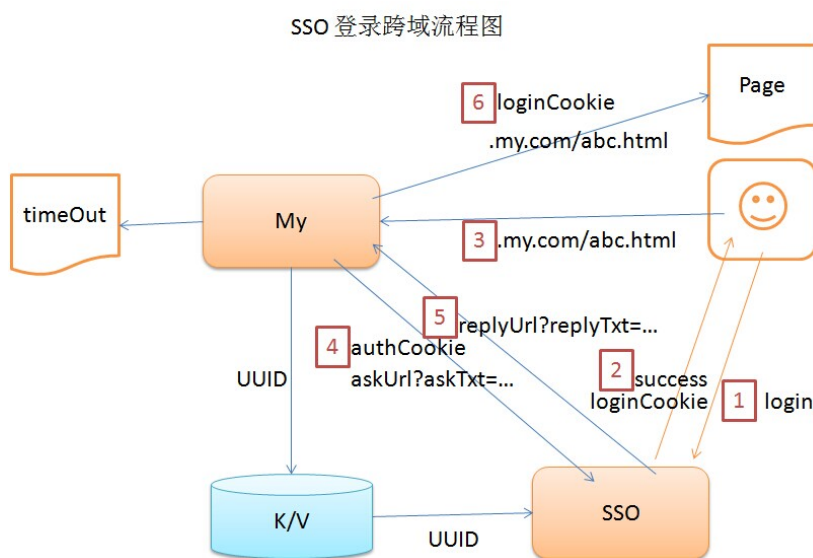 SSO 登录跨域流程图
6
loginCookie
.my.com/abc.html
Page
timeOut
My
3
.my.com/abc.html
5
replyUrl?replyTxt=...
4
authCookie
askUrl?askTxt=...
UUID
2
success
loginCookie
1
login
K/V
UUID
SSO